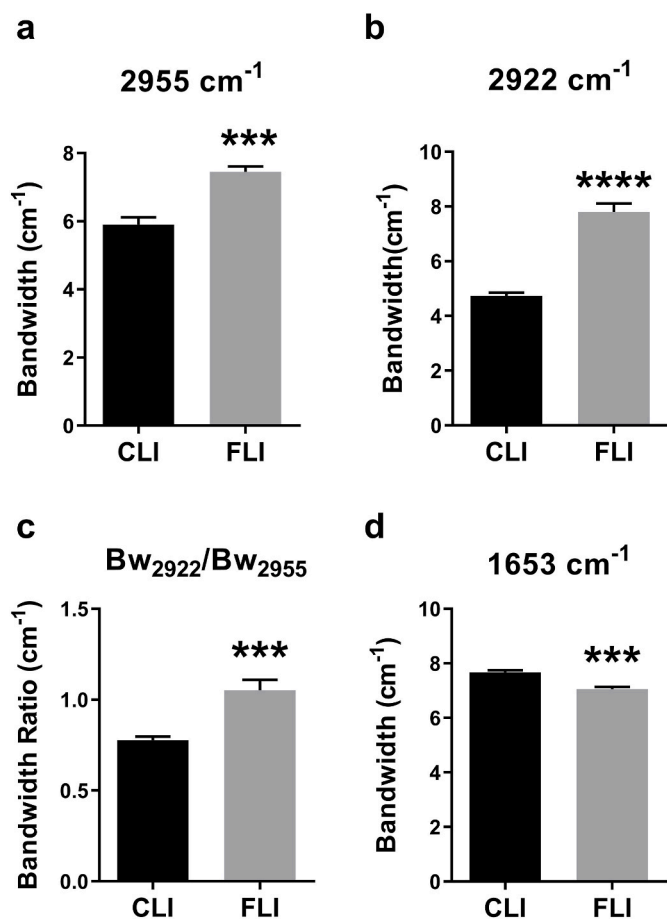 a
2955 cm⁻¹
Bandwidth (cm⁻¹)
8
6
4
2
0
***
CLI FLI
b
2922 cm⁻¹
Bandwidth(cm⁻¹)
10
8
6
4
2
0
****
CLI FLI
c
Bw₂₉₂₂/Bw₂₉₅₅
Bandwidth Ratio (cm⁻¹)
1.5
1.0
0.5
0.0
***
CLI FLI
d
1653 cm⁻¹
Bandwidth (cm⁻¹)
10
8
6
4
2
0
***
CLI FLI